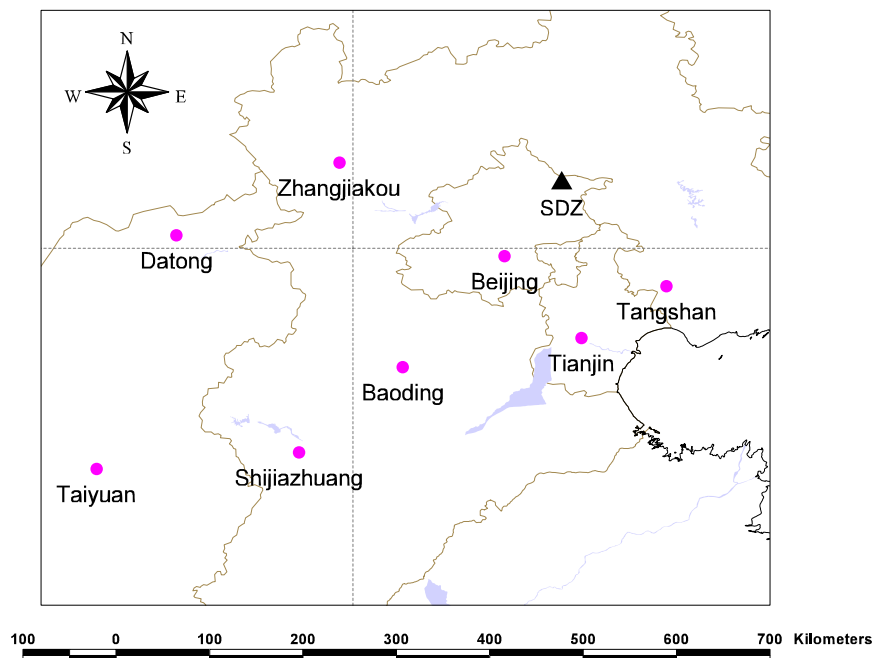 N
W E
S
Zhangjiakou
SDZ
Datong
Beijing
Tangshan
Tianjin
Baoding
Shijiazhuang
Taiyuan
100 0 100 200 300 400 500 600 700 Kilometers